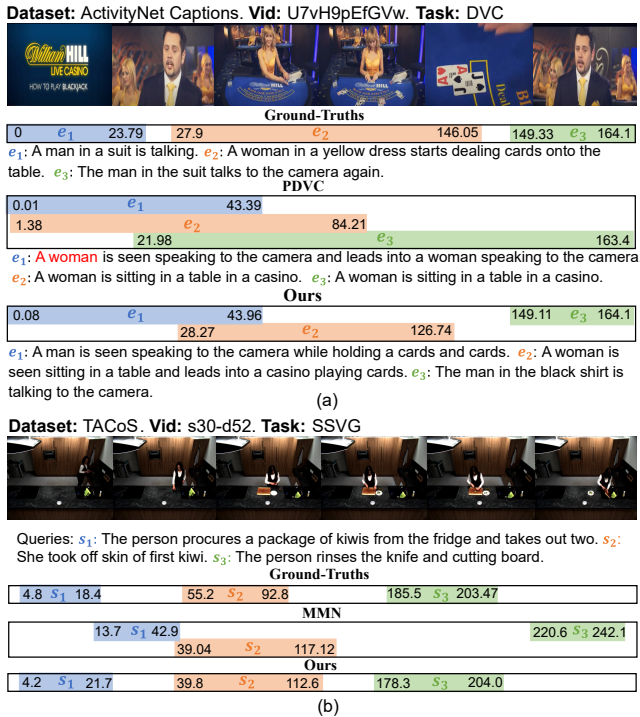 Dataset: ActivityNet Captions. Vid: U7vH9pEfGVw. Task: DVC
William HILL
LIVE CASINO
HOW TO PLAY BLACKJACK
Ground-Truths
0 e1 23.79 27.9 e2 146.05 149.33 e3 164.1
e1: A man in a suit is talking. e2: A woman in a yellow dress starts dealing cards onto the
table. e3: The man in the suit talks to the camera again.
PDVC
0.01 e1 43.39
1.38 e2 84.21
21.98 e3 163.4
e1: A woman is seen speaking to the camera and leads into a woman speaking to the camera
e2: A woman is sitting in a table in a casino. e3: A woman is sitting in a table in a casino.
Ours
0.08 e1 43.96 149.11 e3 164.1
28.27 e2 126.74
e1: A man is seen speaking to the camera while holding a cards and cards. e2: A woman is
seen sitting in a table and leads into a casino playing cards. e3: The man in the black shirt is
talking to the camera.
(a)
Dataset: TACoS. Vid: s30-d52. Task: SSVG
Queries: s1: The person procures a package of kiwis from the fridge and takes out two. s2:
She took off skin of first kiwi. s3: The person rinses the knife and cutting board.
Ground-Truths
4.8 s1 18.4 55.2 s2 92.8 185.5 s3 203.47
MMN
13.7 s1 42.9 220.6 s3 242.1
39.04 s2 117.12
Ours
4.2 s1 21.7 39.8 s2 112.6 178.3 s3 204.0
(b)